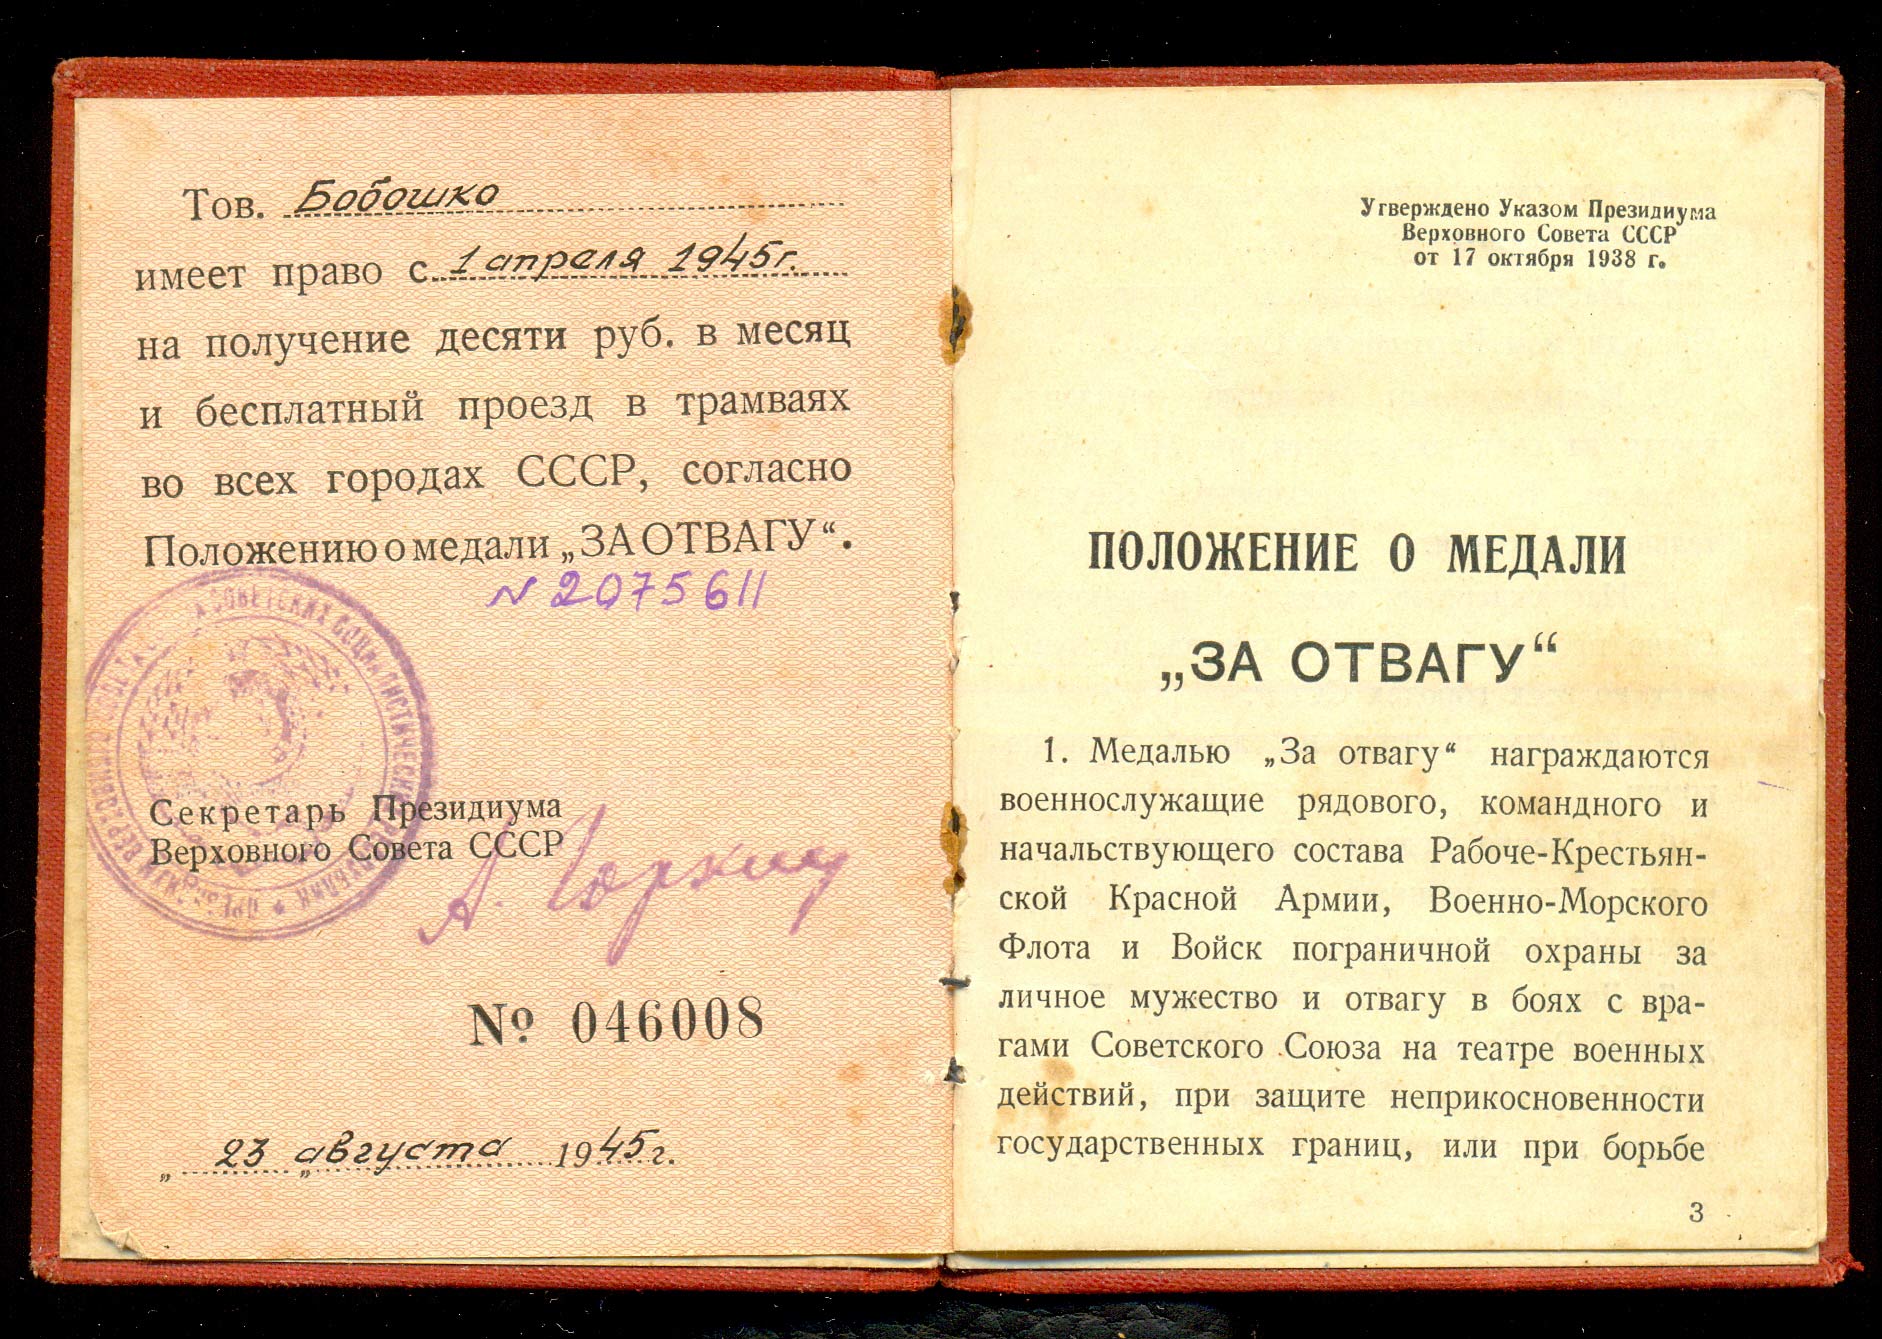 Тов. Бобошко
имеет право с 1 апреля 1945г.
на получение десяти руб. в месяц
и бесплатный проезд в трамваях
во всех городах СССР, согласно
Положению о медали „ЗА ОТВАГУ“.
N 2075611
Секретарь Президиума
Верховного Совета СССР
А. Горкин
№ 046008
„ 23 „ августа 1945 г.
Утверждено Указом Президиума
Верховного Совета СССР
от 17 октября 1938 г.
ПОЛОЖЕНИЕ О МЕДАЛИ
„ЗА ОТВАГУ“
1. Медалью „За отвагу“ награждаются
военнослужащие рядового, командного и
начальствующего состава Рабоче-Крестьян-
ской Красной Армии, Военно-Морского
Флота и Войск пограничной охраны за
личное мужество и отвагу в боях с вра-
гами Советского Союза на театре военных
действий, при защите неприкосновенности
государственных границ, или при борьбе
3